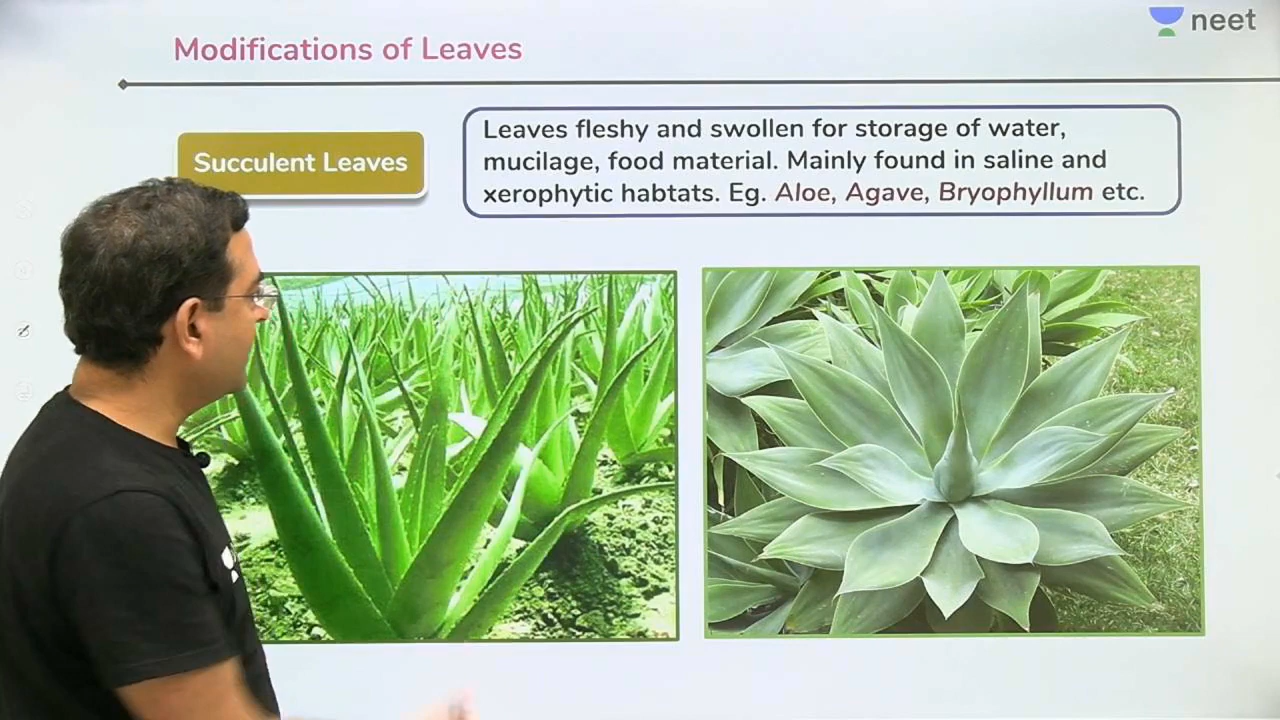 neet
Modifications of Leaves
Succulent Leaves
Leaves fleshy and swollen for storage of water,
mucilage, food material. Mainly found in saline and
xerophytic habtats. Eg. Aloe, Agave, Bryophyllum etc.